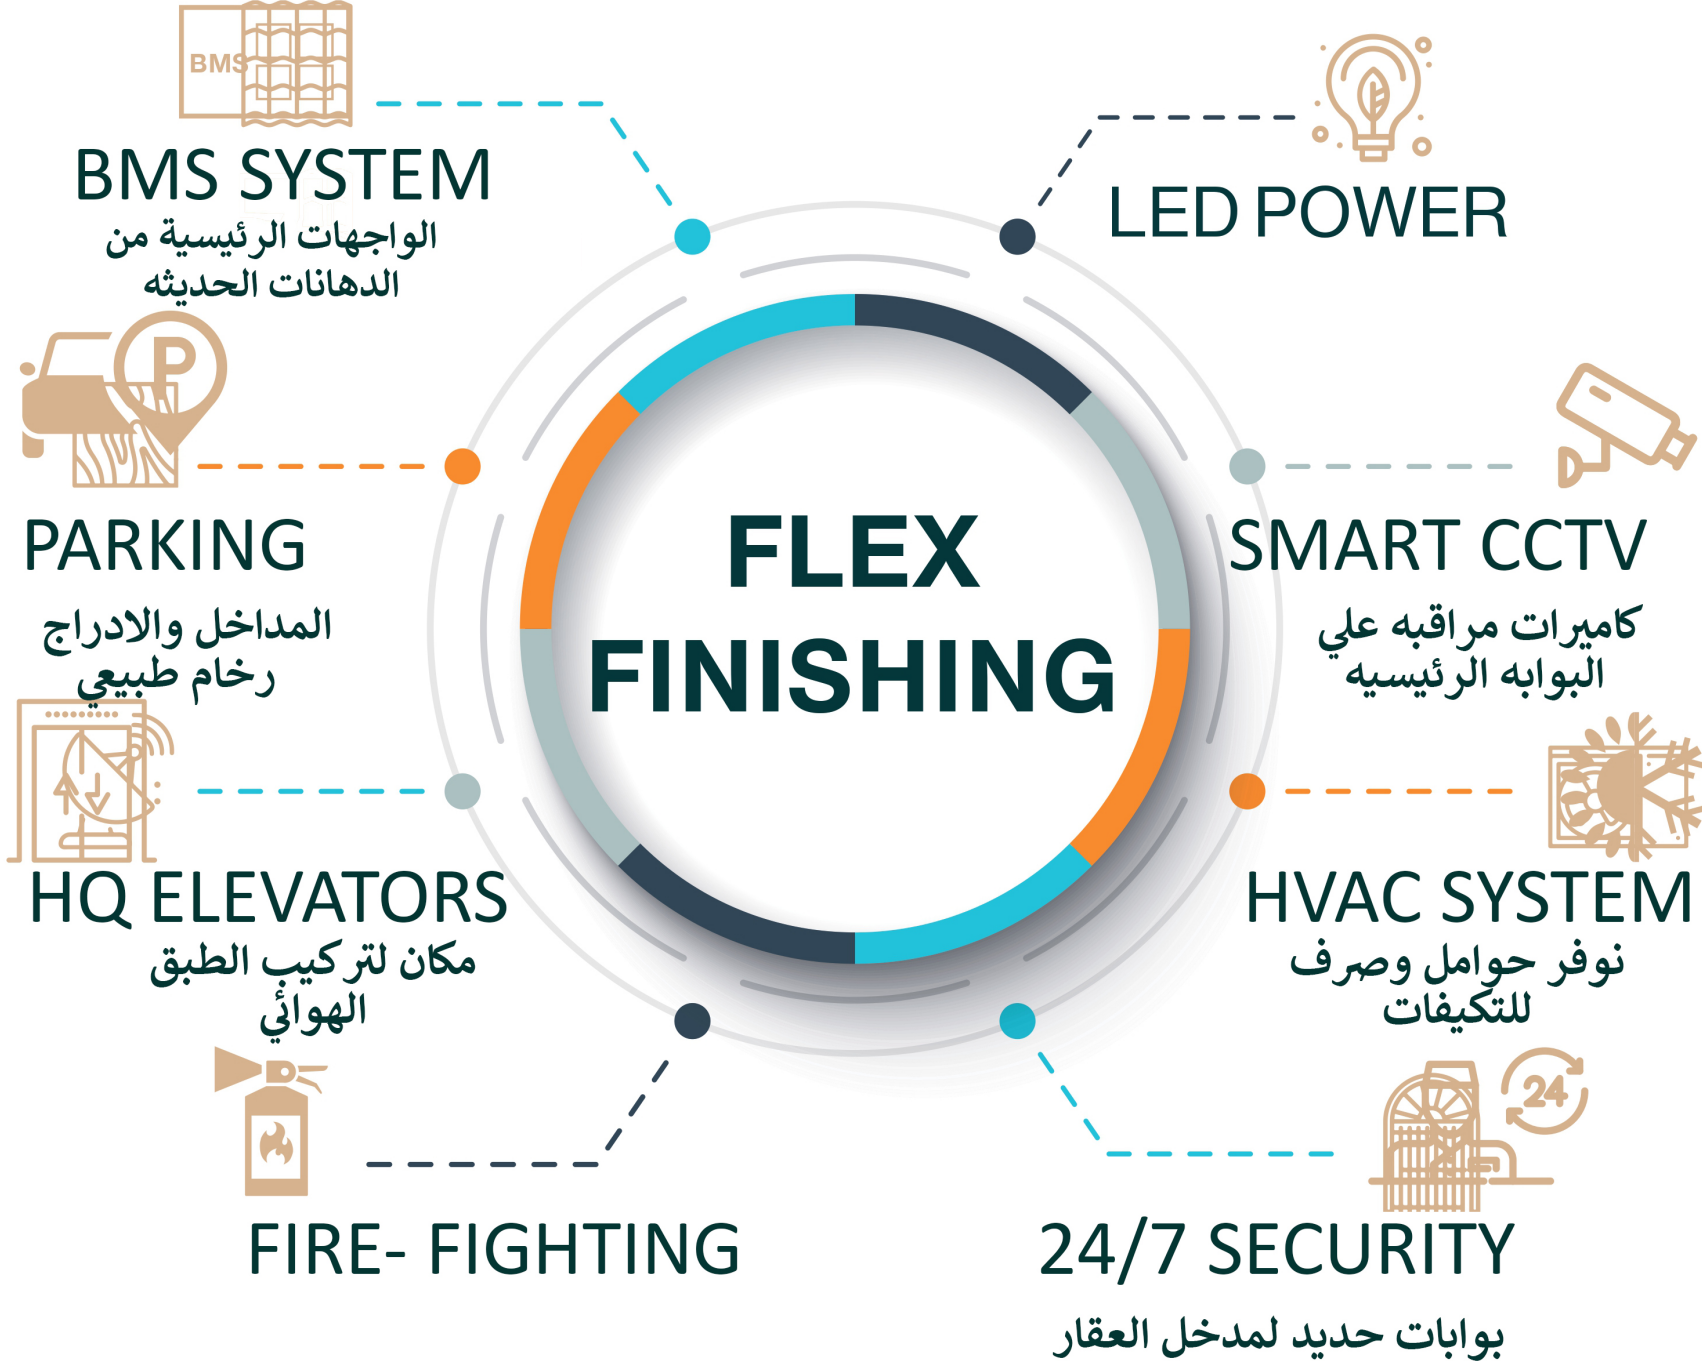 BMS
BMS SYSTEM
الواجهات الرئيسية من
الدهانات الحديثه
LED POWER
P
PARKING
المداخل والادراج
رخام طبيعي
SMART CCTV
كاميرات مراقبه علي
البوابه الرئيسيه
FLEX
FINISHING
HQ ELEVATORS
مكان لتركيب الطبق
الهوائي
HVAC SYSTEM
نوفر حوامل وصرف
للتكيفات
FIRE- FIGHTING
24
24/7 SECURITY
بوابات حديد لمدخل العقار